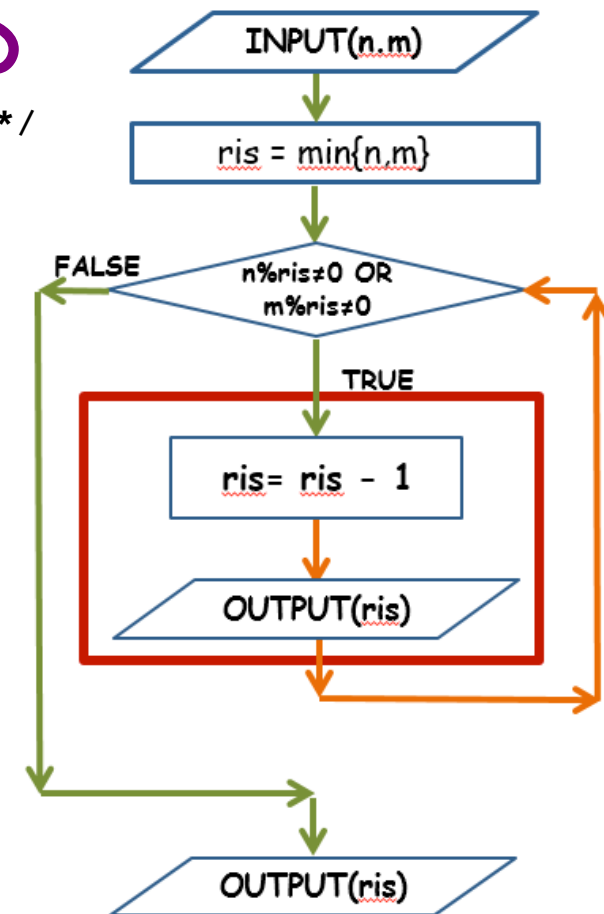 INPUT(n.m)
*/
ris = min{n,m}
FALSE
n%ris≠0 OR
m%ris≠0
TRUE
ris= ris - 1
OUTPUT(ris)
OUTPUT(ris)